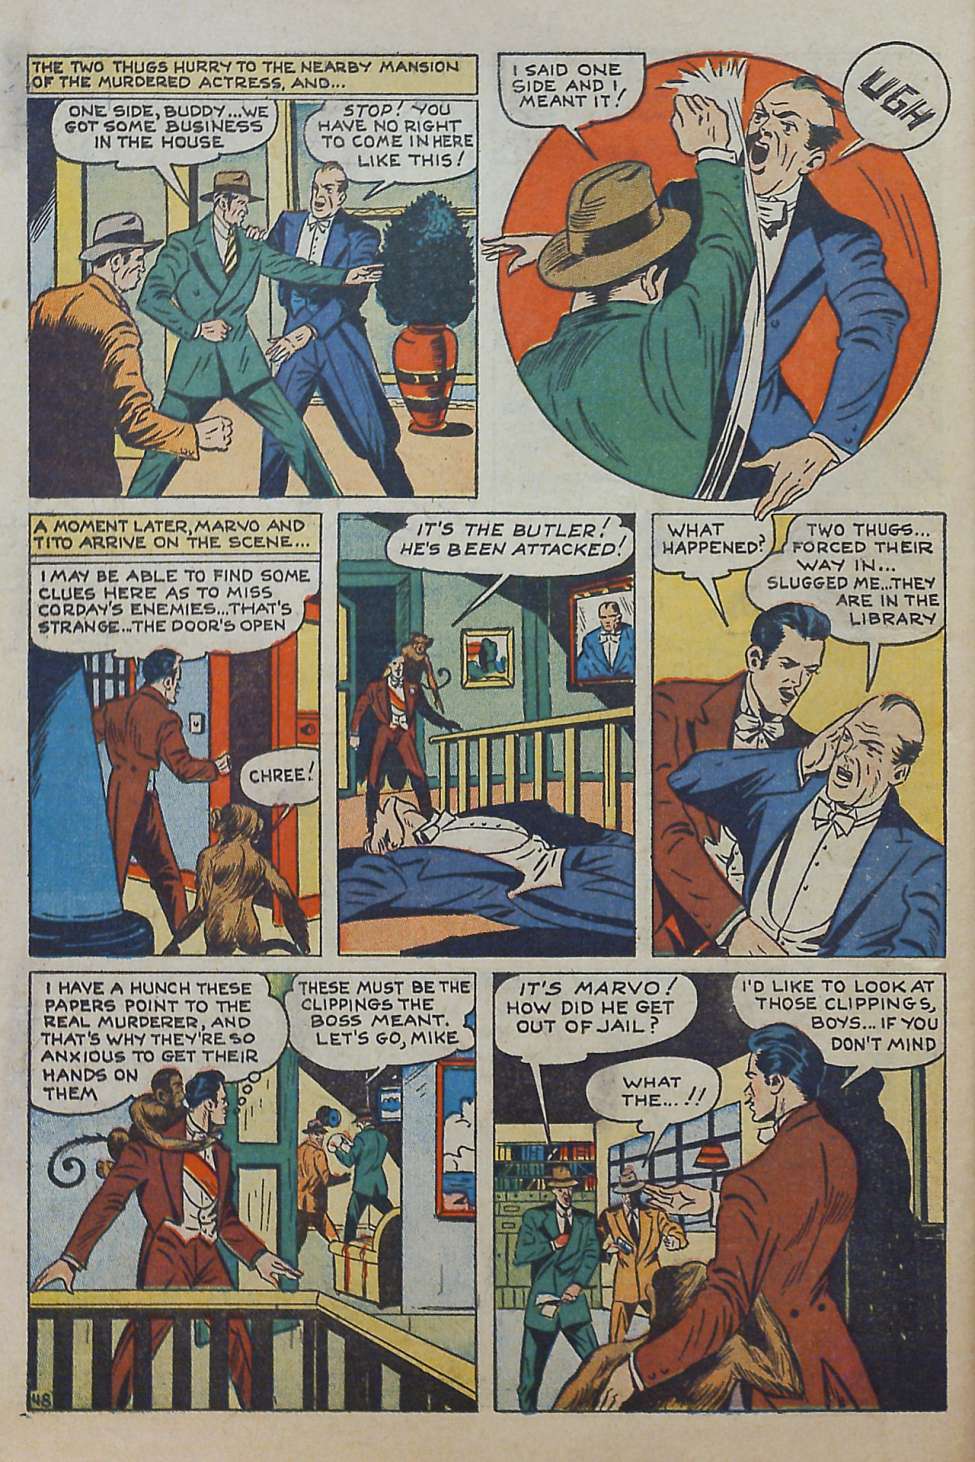 THE TWO THUGS HURRY TO THE NEARBY MANSION
OF THE MURDERED ACTRESS, AND...
ONE SIDE, BUDDY...WE
GOT SOME BUSINESS
IN THE HOUSE
STOP! YOU
HAVE NO RIGHT
TO COME IN HERE
LIKE THIS!
I SAID ONE
SIDE AND I
MEANT IT!
UGH
A MOMENT LATER, MARVO AND
TITO ARRIVE ON THE SCENE...
I MAY BE ABLE TO FIND SOME
CLUES HERE AS TO MISS
CORDAY'S ENEMIES...THAT'S
STRANGE...THE DOOR'S OPEN
CHREE!
IT'S THE BUTLER!
HE'S BEEN ATTACKED!
WHAT
HAPPENED?
TWO THUGS...
FORCED THEIR
WAY IN...
SLUGGED ME...THEY
ARE IN THE
LIBRARY
I HAVE A HUNCH THESE
PAPERS POINT TO THE
REAL MURDERER, AND
THAT'S WHY THEY'RE SO
ANXIOUS TO GET THEIR
HANDS ON
THEM
THESE MUST BE THE
CLIPPINGS THE
BOSS MEANT.
LET'S GO, MIKE
48
IT'S MARVO!
HOW DID HE GET
OUT OF JAIL?
WHAT
THE...!!
I'D LIKE TO LOOK AT
THOSE CLIPPINGS,
BOYS... IF YOU
DON'T MIND